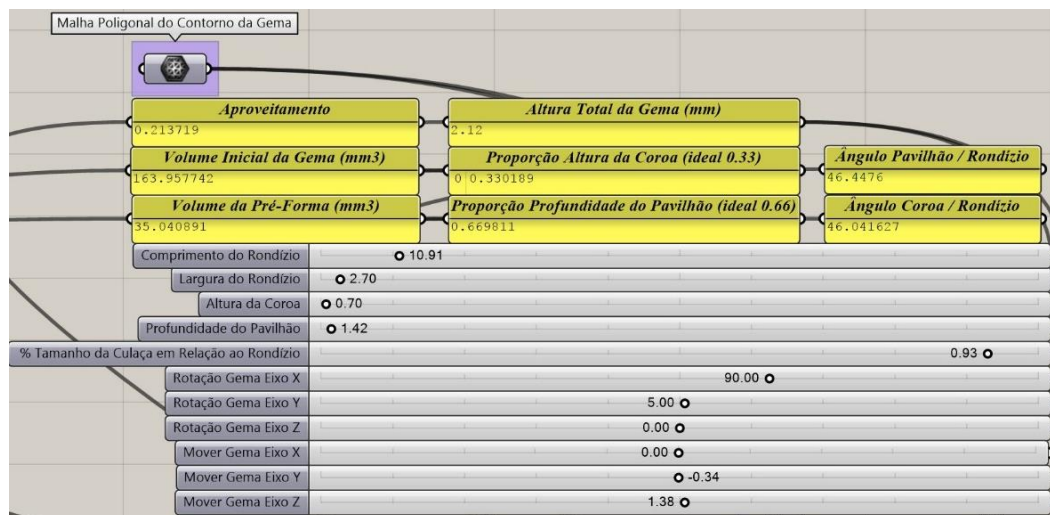 Malha Poligonal do Contorno da Gema
Aproveitamento
0.213719
Altura Total da Gema (mm)
2.12
Volume Inicial da Gema (mm3)
163.957742
Proporção Altura da Coroa (ideal 0.33)
0 0.330189
Ângulo Pavilhão / Rondízio
46.4476
Volume da Pré-Forma (mm3)
35.040891
Proporção Profundidade do Pavilhão (ideal 0.66)
0.669811
Ângulo Coroa / Rondízio
46.041627
Comprimento do Rondízio 10.91
Largura do Rondízio 2.70
Altura da Coroa 0.70
Profundidade do Pavilhão 1.42
% Tamanho da Culaça em Relação ao Rondízio 0.93
Rotação Gema Eixo X 90.00
Rotação Gema Eixo Y 5.00
Rotação Gema Eixo Z 0.00
Mover Gema Eixo X 0.00
Mover Gema Eixo Y -0.34
Mover Gema Eixo Z 1.38